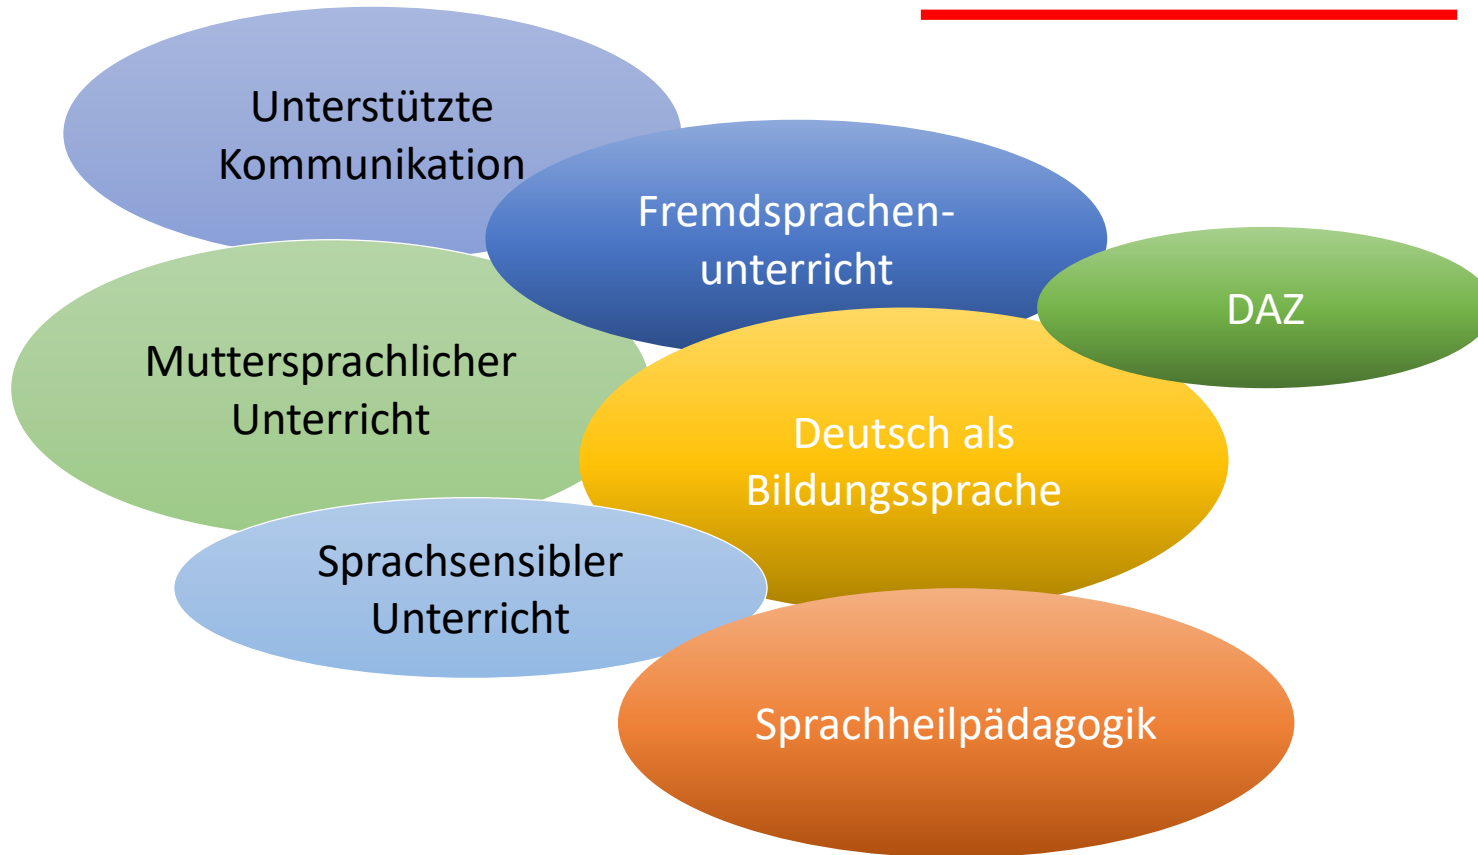 Unterstützte
Kommunikation
Fremdsprachen-
unterricht
DAZ
Muttersprachlicher
Unterricht
Deutsch als
Bildungssprache
Sprachsensibler
Unterricht
Sprachheilpädagogik